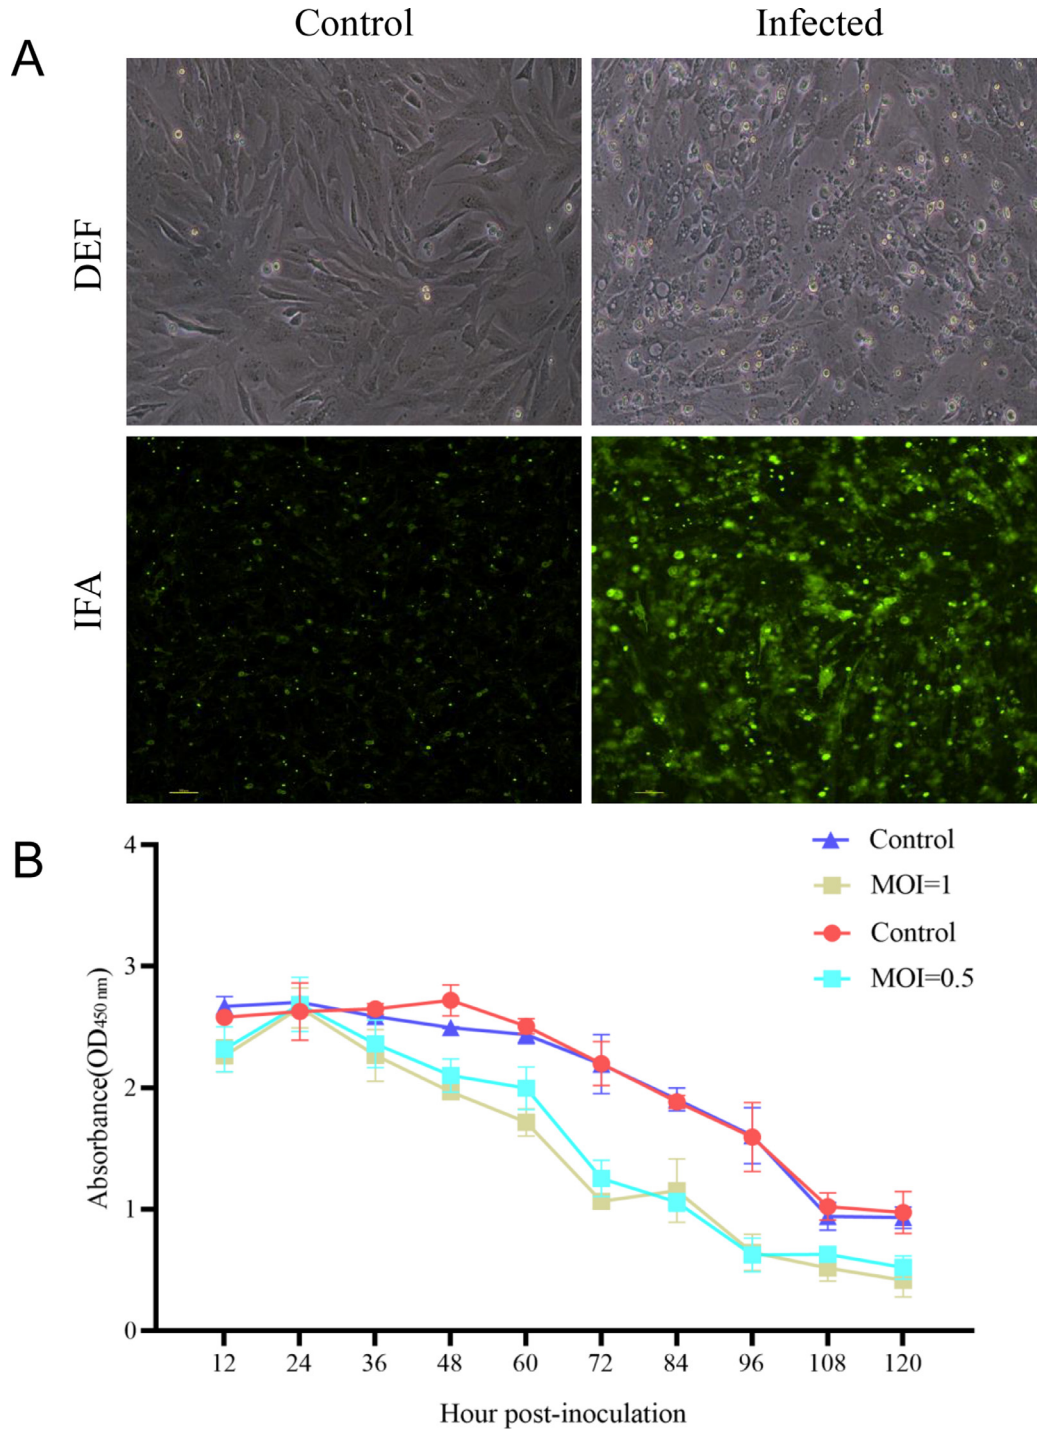 Control Infected
A
DEF
IFA
B
Control
MOI=1
Control
MOI=0.5
Absorbance(OD450 nm)
4
3
2
1
0
12 24 36 48 60 72 84 96 108 120
Hour post-inoculation